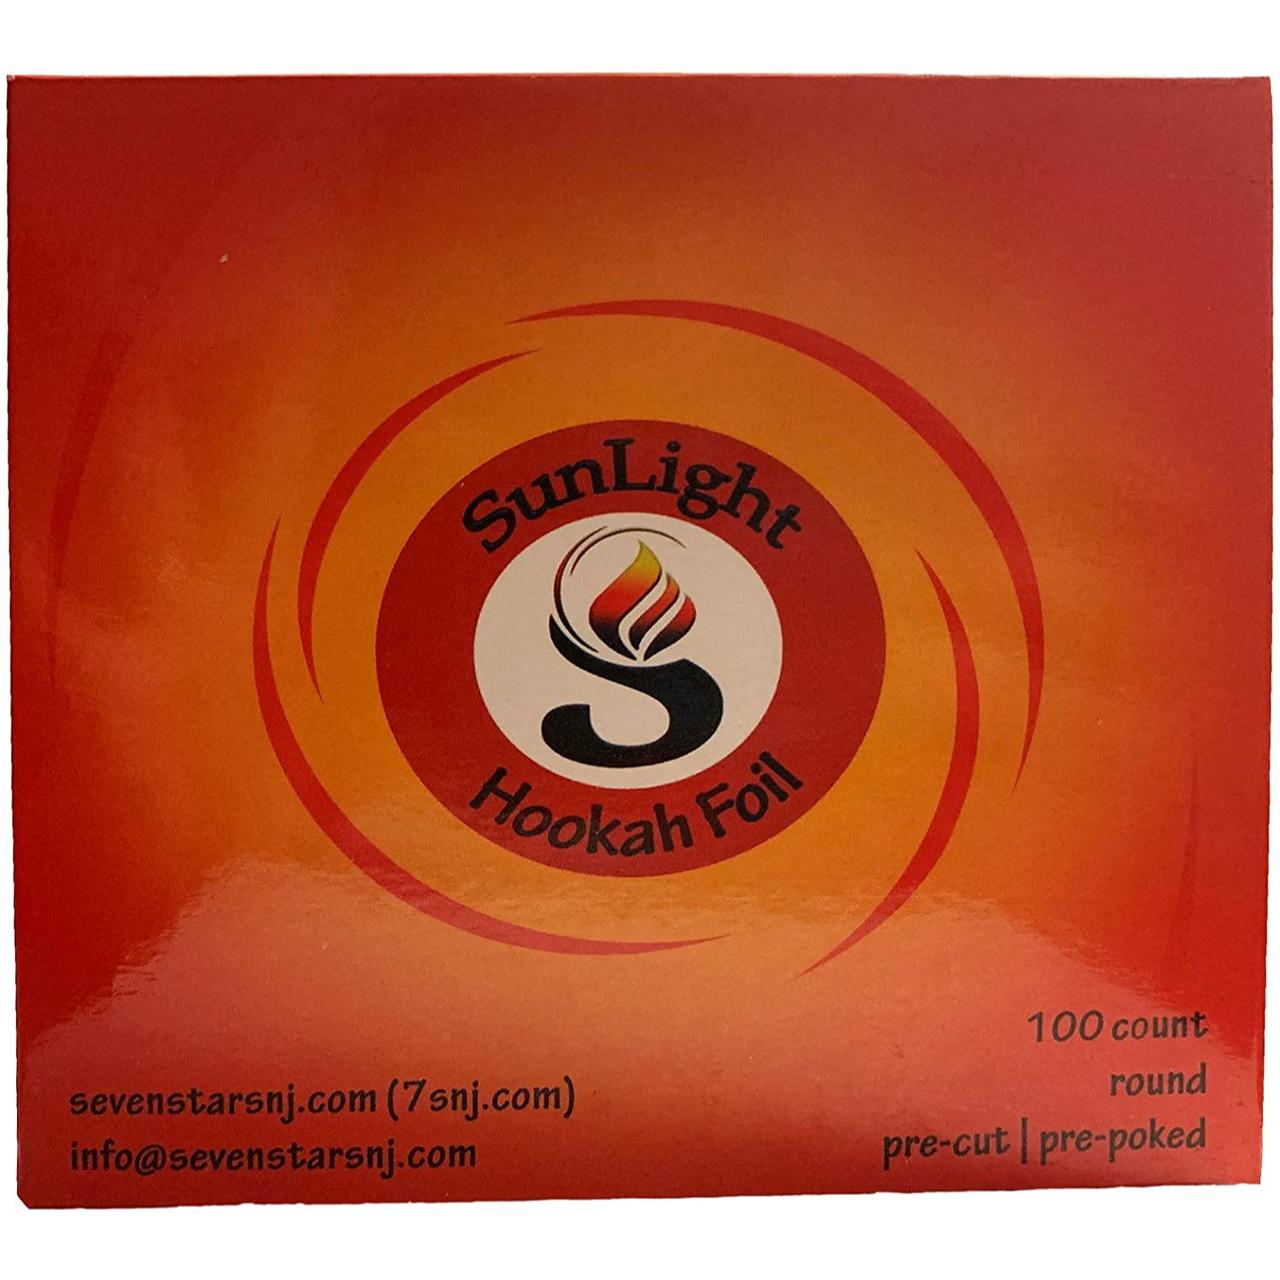 SunLight
S
Hookah Foil
100 count
round
pre-cut | pre-poked
sevenstarsnj.com (7snj.com)
info@sevenstarsnj.com